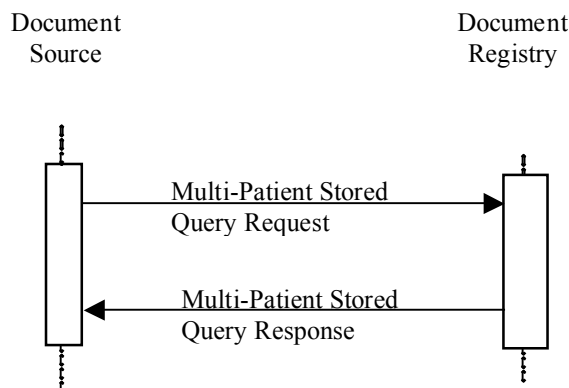 Document
Source
Document
Registry
Multi-Patient Stored
Query Request
Multi-Patient Stored
Query Response